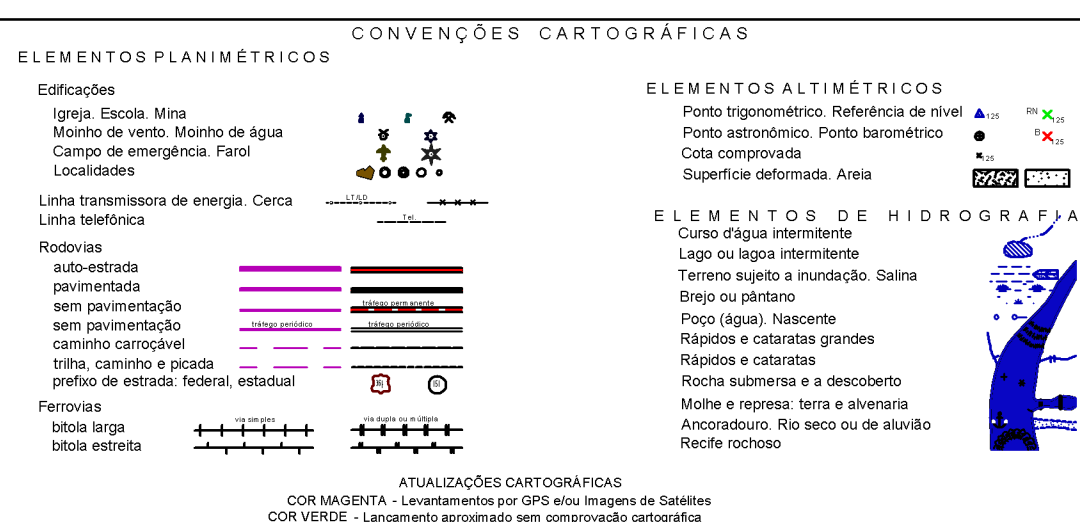 CONVENÇÕES CARTOGRÁFICAS
ELEMENTOS PLANIMÉTRICOS
Edificações
Igreja. Escola. Mina
Moinho de vento. Moinho de água
Campo de emergência. Farol
Localidades
Linha transmissora de energia. Cerca
LT/LD
Linha telefônica
Tel.
Rodovias
auto-estrada
pavimentada
sem pavimentação
tráfego permanente
sem pavimentação
tráfego periódico
tráfego periódico
caminho carroçável
trilha, caminho e picada
prefixo de estrada: federal, estadual
Ferrovias
bitola larga
via simples
via dupla ou múltipla
bitola estreita
ELEMENTOS ALTIMÉTRICOS
Ponto trigonométrico. Referência de nível
125
RN
125
Ponto astronômico. Ponto barométrico
B
125
Cota comprovada
125
Superfície deformada. Areia
ELEMENTOS DE HIDROGRAFIA
Curso d'água intermitente
Lago ou lagoa intermitente
Terreno sujeito a inundação. Salina
Brejo ou pântano
Poço (água). Nascente
Rápidos e cataratas grandes
Rápidos e cataratas
Rocha submersa e a descoberto
Molhe e represa: terra e alvenaria
Ancoradouro. Rio seco ou de aluvião
Recife rochoso
ATUALIZAÇÕES CARTOGRÁFICAS
COR MAGENTA - Levantamentos por GPS e/ou Imagens de Satélites
COR VERDE - Lançamento aproximado sem comprovação cartográfica